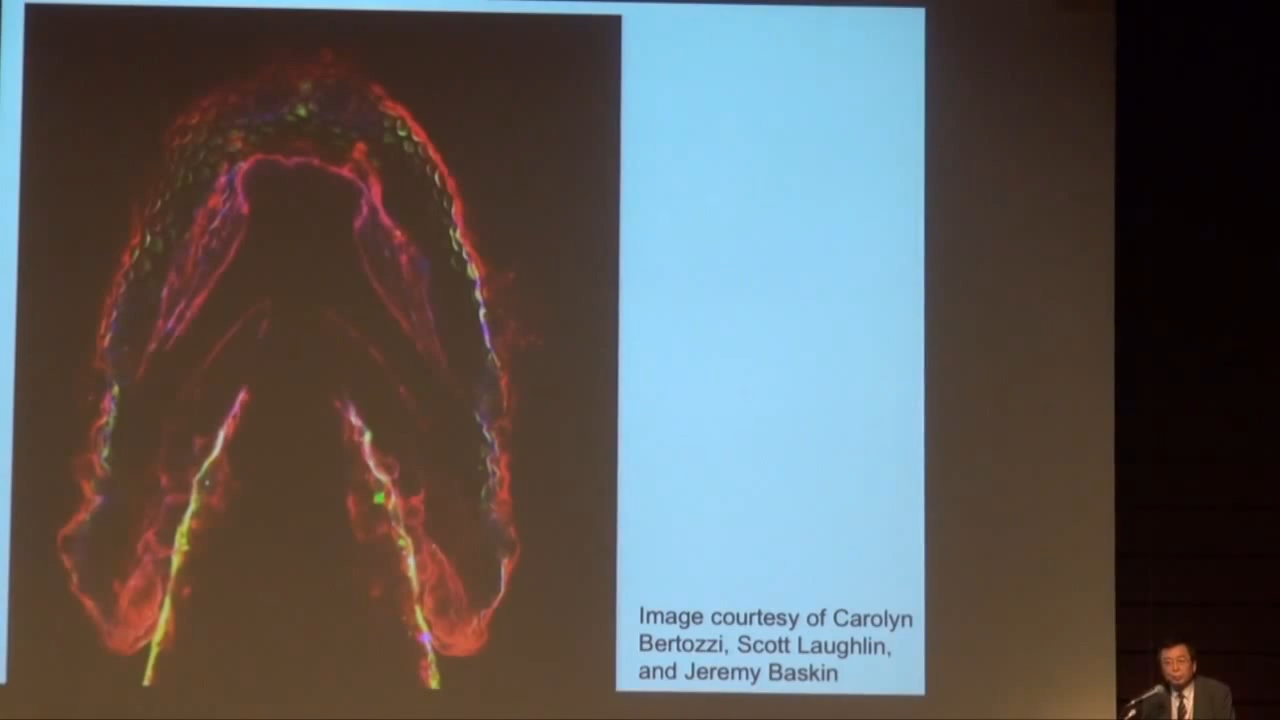 Image courtesy of Carolyn
Bertozzi, Scott Laughlin,
and Jeremy Baskin